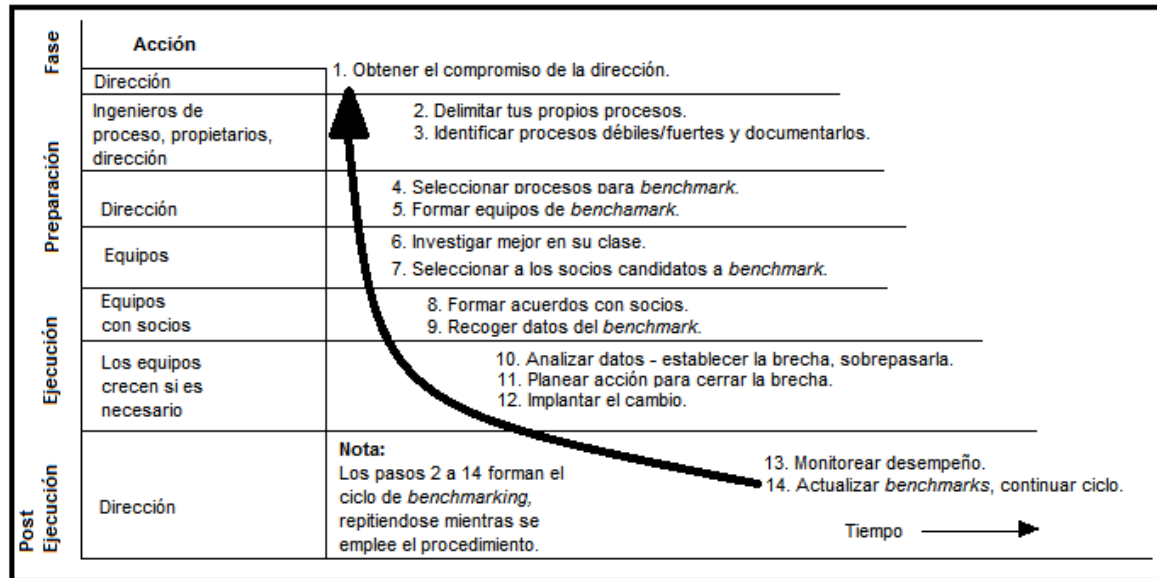 Fase
Acción
Dirección
1. Obtener el compromiso de la dirección.
Preparación
Ingenieros de
proceso, propietarios,
dirección
2. Delimitar tus propios procesos.
3. Identificar procesos débiles/fuertes y documentarlos.
Dirección
4. Seleccionar procesos para benchmark.
5. Formar equipos de benchamark.
Equipos
6. Investigar mejor en su clase.
7. Seleccionar a los socios candidatos a benchmark.
Ejecución
Equipos
con socios
8. Formar acuerdos con socios.
9. Recoger datos del benchmark.
Los equipos
crecen si es
necesario
10. Analizar datos - establecer la brecha, sobrepasarla.
11. Planear acción para cerrar la brecha.
12. Implantar el cambio.
Post
Ejecución
Dirección
Nota:
Los pasos 2 a 14 forman el
ciclo de benchmarking,
repitiendose mientras se
emplee el procedimiento.
13. Monitorear desempeño.
14. Actualizar benchmarks, continuar ciclo.
Tiempo